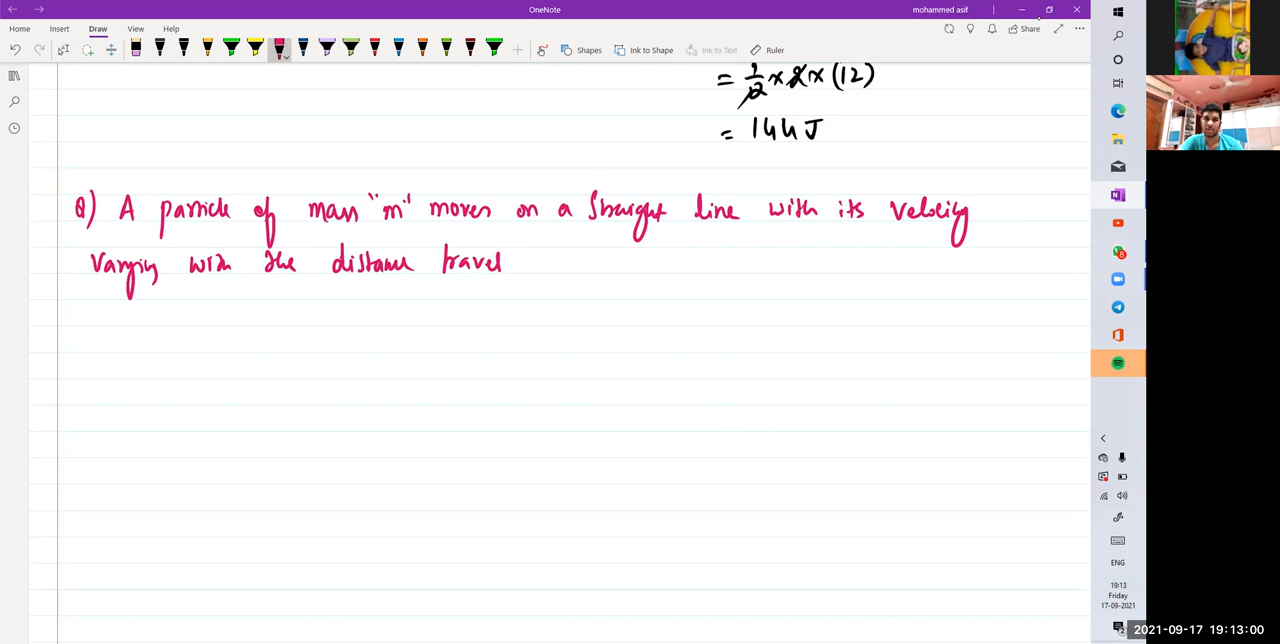 OneNote
mohammed asif
Home Insert Draw View Help
Share
Shapes Ink to Shape Ink to Text Ruler
= 1/2 x 2 x (12)
= 144 J
Q) A particle of mass "m" moves on a straight line with its velocity
varying with the distance travel
8
ENG
19:13
Friday
17-09-2021
2
2021-09-17 19:13:00